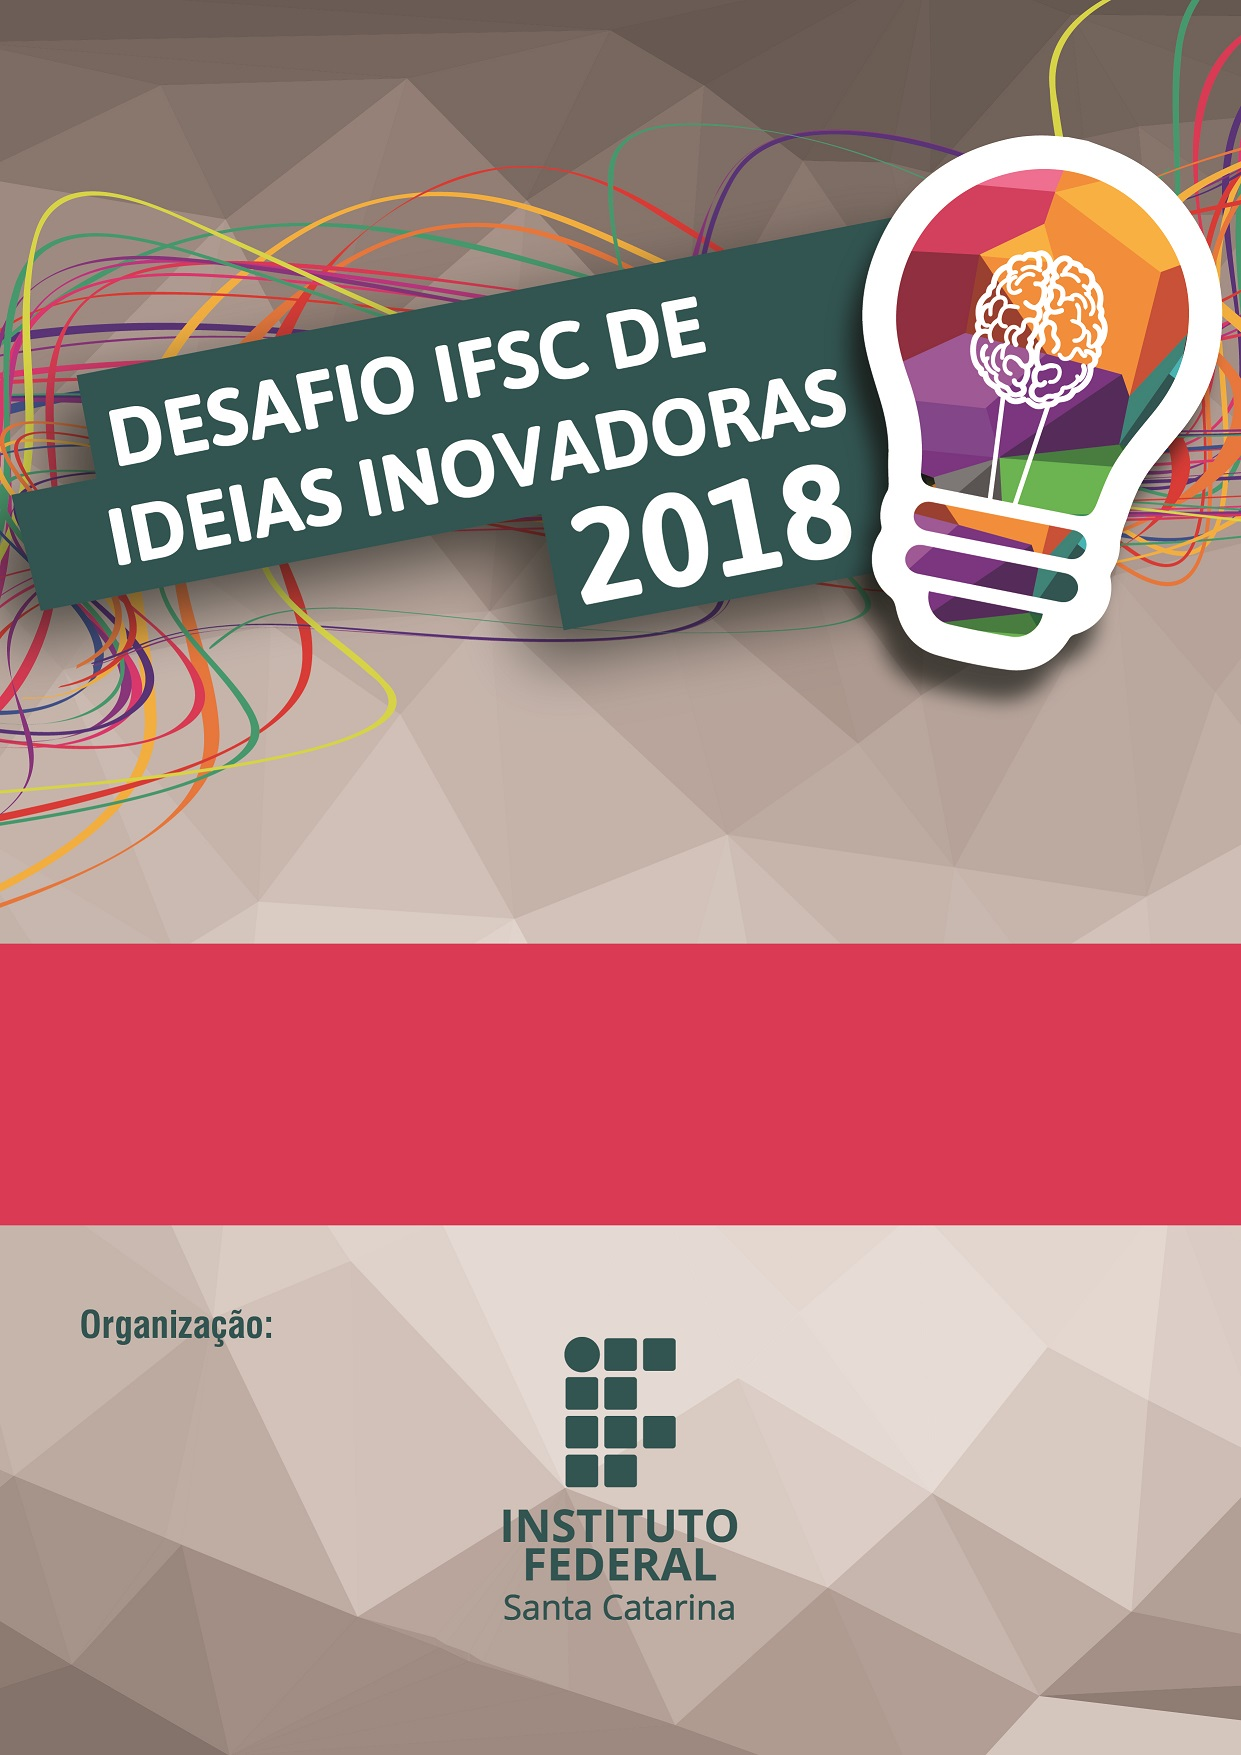 DESAFIO IFSC DE
IDEIAS INOVADORAS
2018
Organização:
INSTITUTO
FEDERAL
Santa Catarina